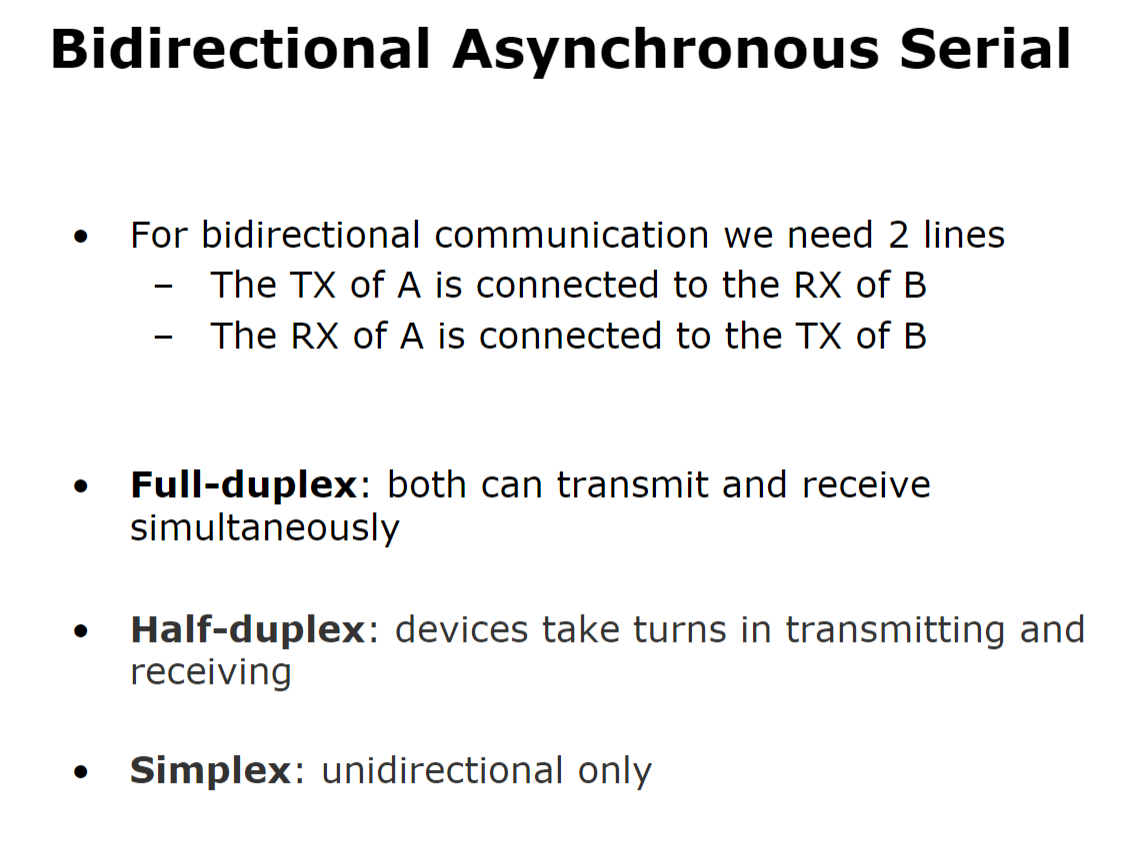 Bidirectional Asynchronous Serial
• For bidirectional communication we need 2 lines
– The TX of A is connected to the RX of B
– The RX of A is connected to the TX of B
• Full-duplex: both can transmit and receive
simultaneously
• Half-duplex: devices take turns in transmitting and
receiving
• Simplex: unidirectional only